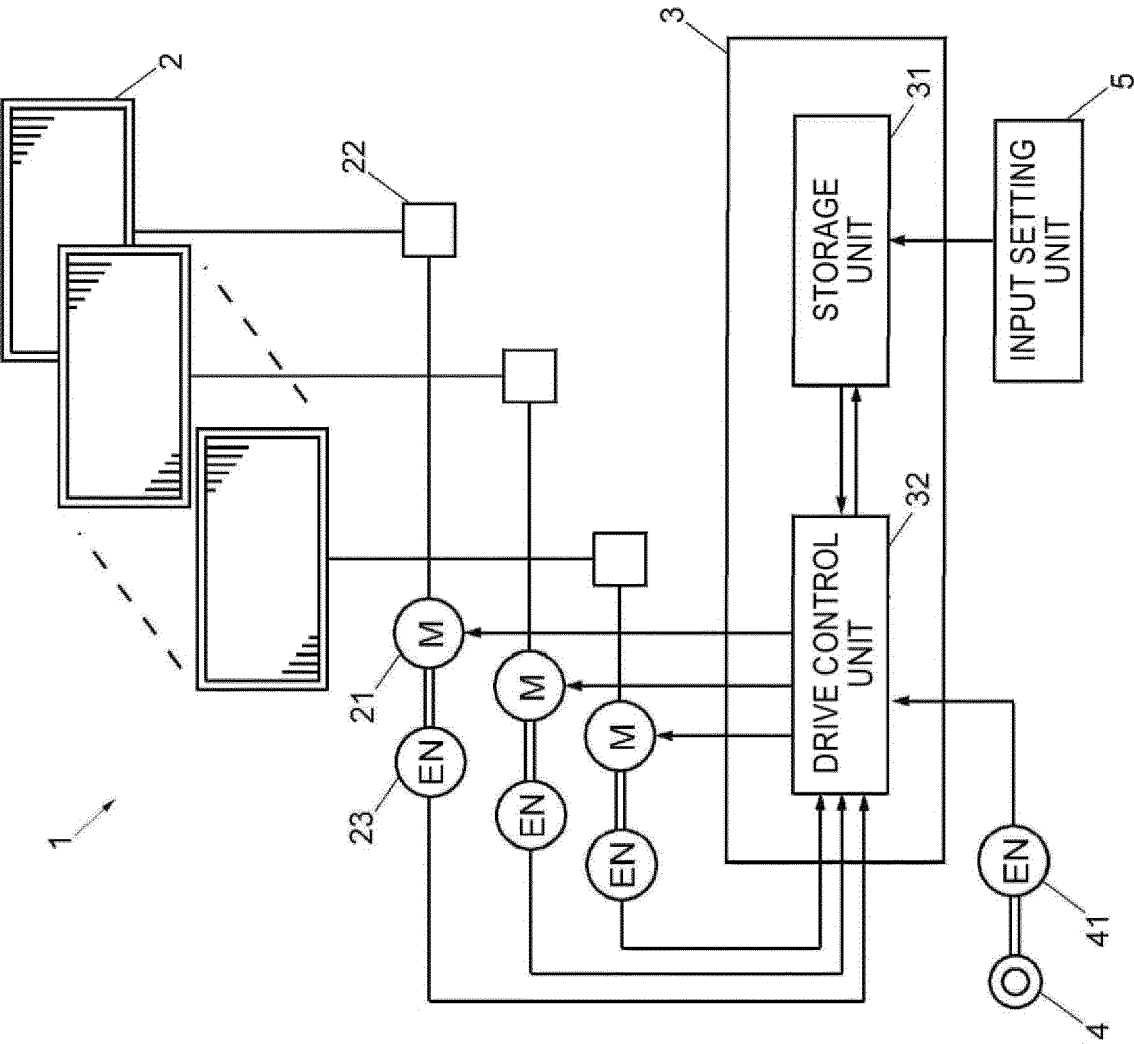 1
2
22
23
21
EN
M
EN
M
EN
M
3
DRIVE CONTROL
UNIT
STORAGE
UNIT
32
31
EN
INPUT SETTING
UNIT
4
41
5